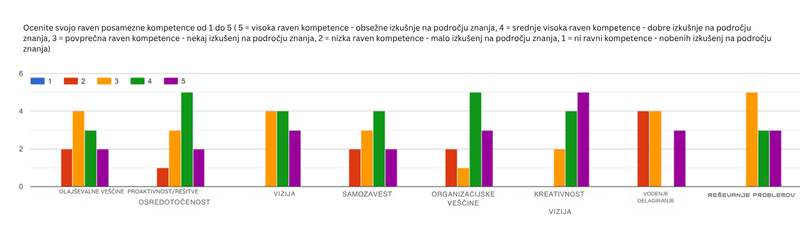 Ocenite svojo raven posamezne kompetence od 1 do 5 ( 5 = visoka raven kompetence - obsežne izkušnje na področju znanja, 4 = srednje visoka raven kompetence - dobre izkušnje na področju
znanja, 3 = povprečna raven kompetence - nekaj izkušenj na področju znanja, 2 = nizka raven kompetence - malo izkušenj na področju znanja, 1 = ni ravni kompetence - nobenih izkušenj na področju
znanja)
6
1 2 3 4 5
4
2
0
OLAJŠEVALNE VEŠČINE PROAKTIVNOST/REŠITVE VIZIJA SAMOZAVEST ORGANIZACIJSKE KREATIVNOST VODENJE REŠEVANJE PROBLEMOV
OSREDOTOČENOST VEŠČINE DELAGIRANJE
VIZIJA